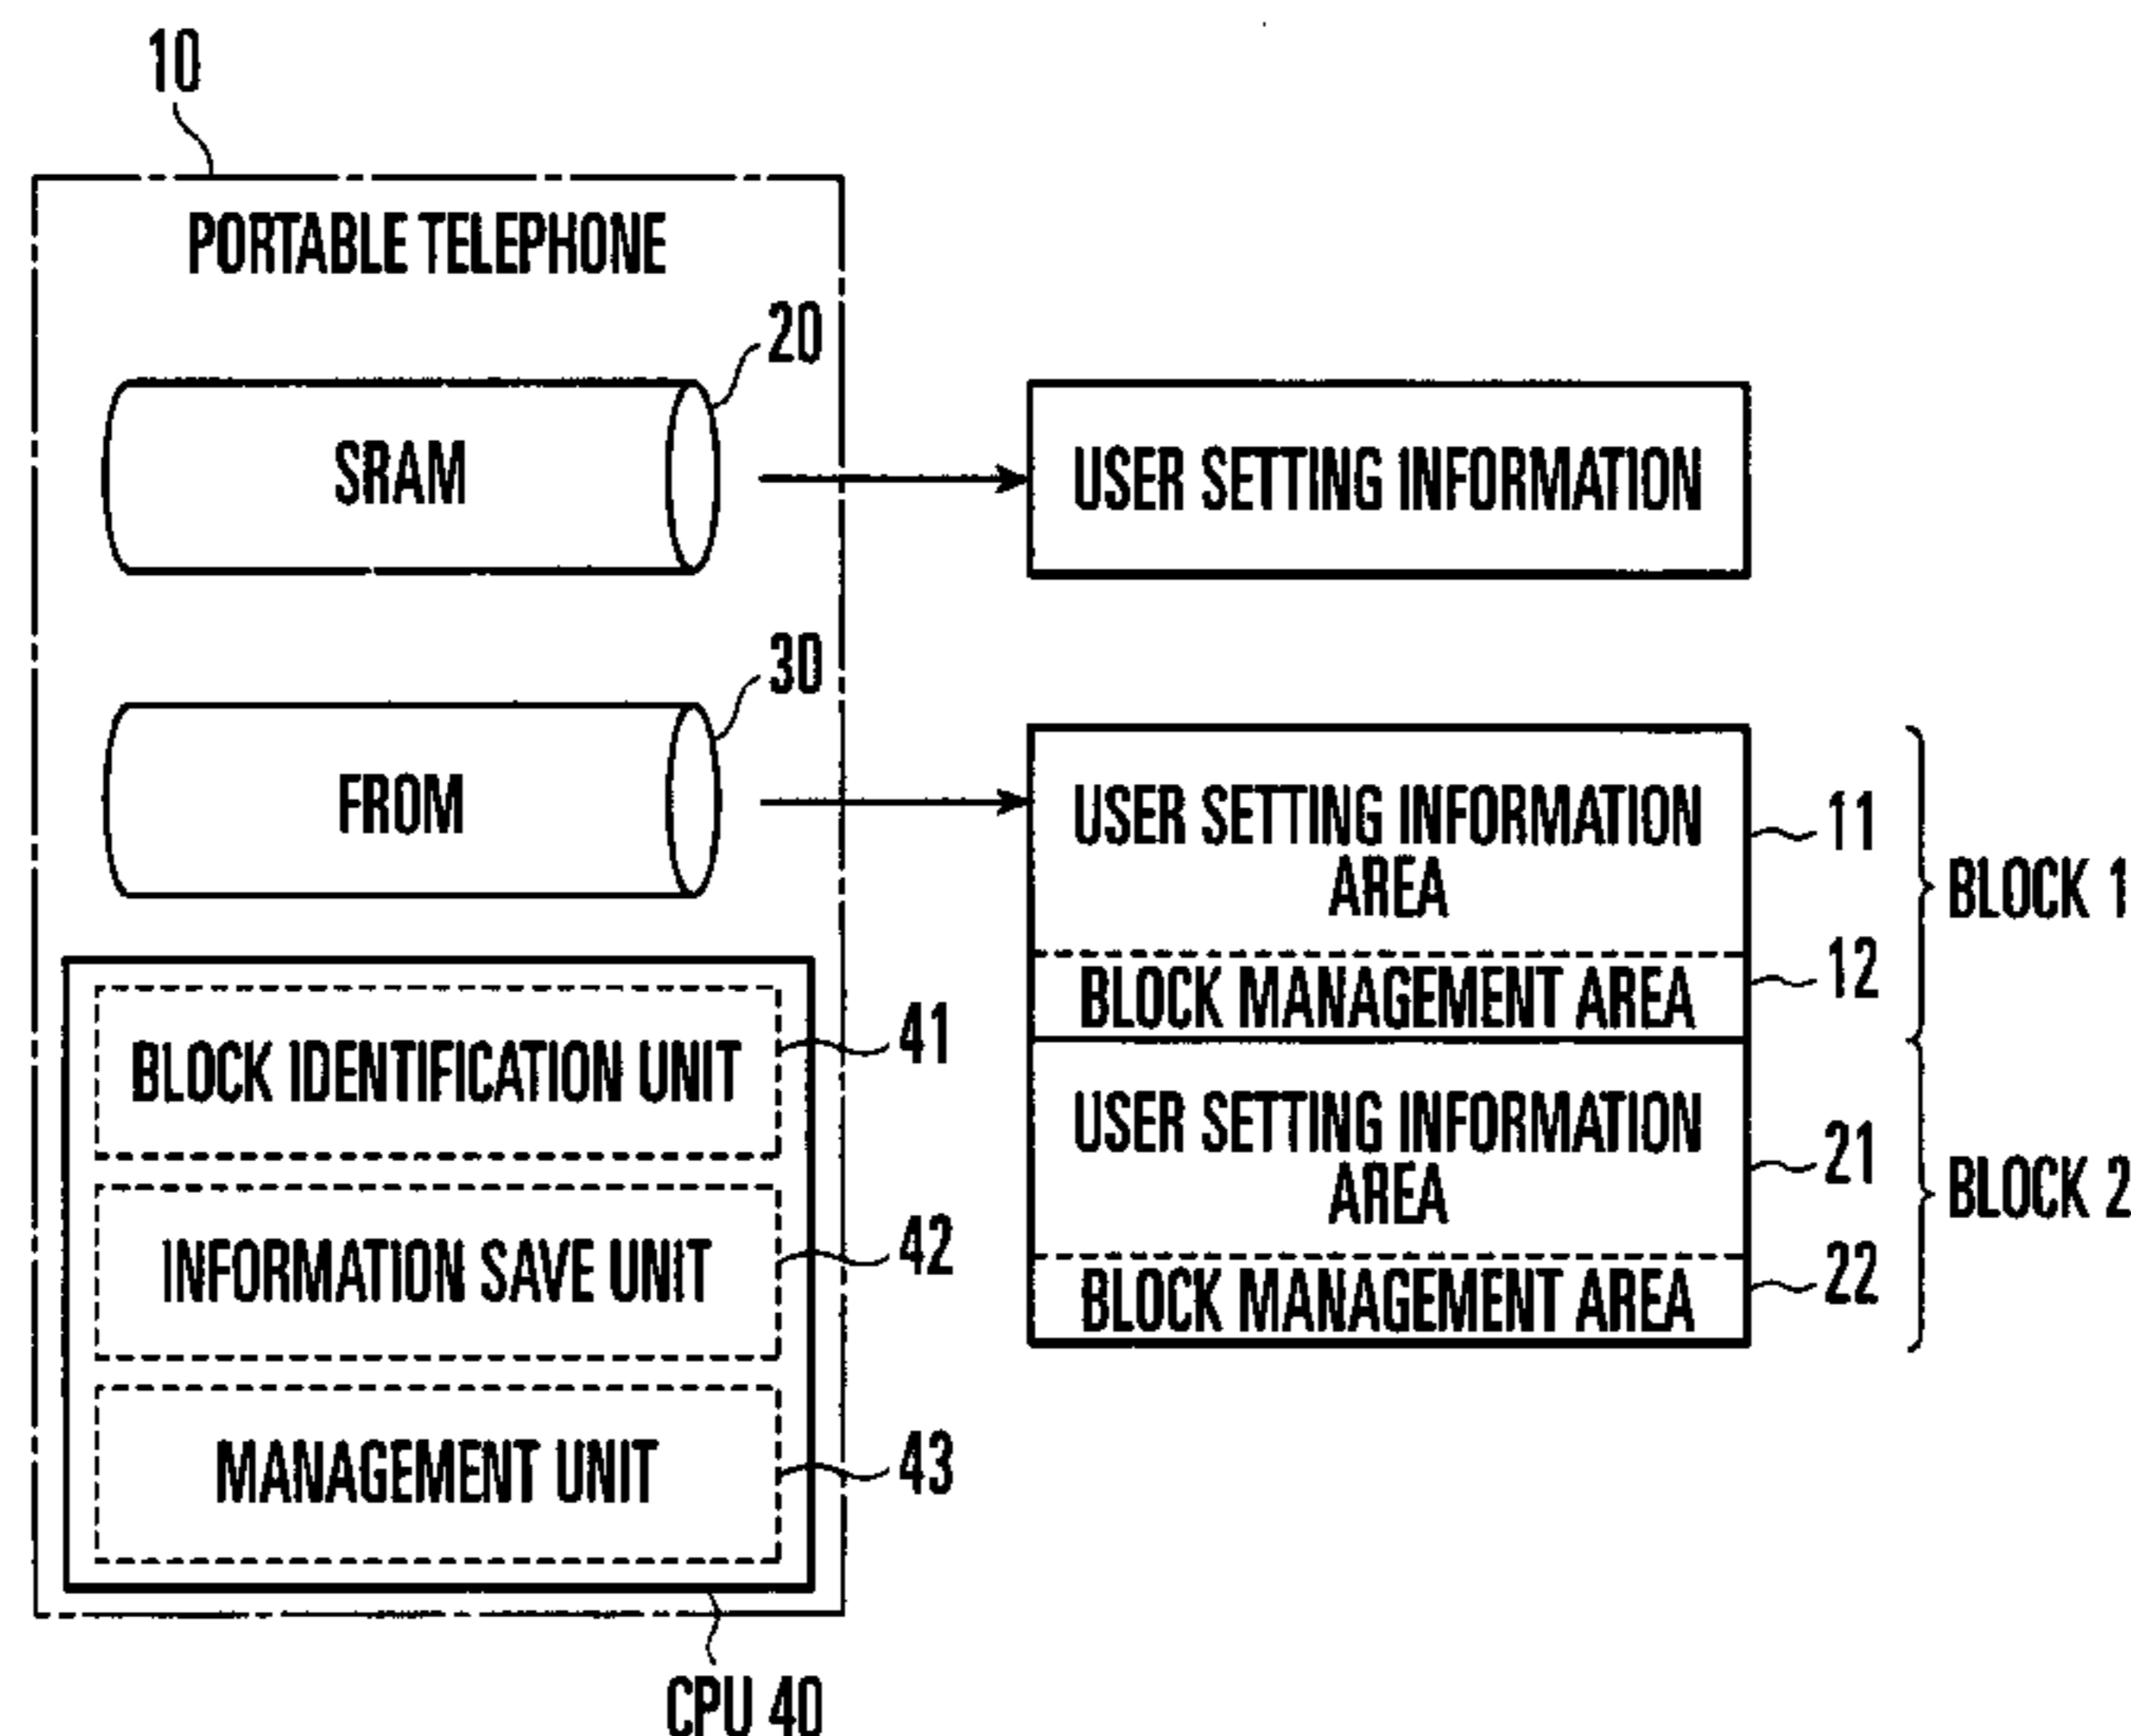 10
PORTABLE TELEPHONE
20
SRAM
USER SETTING INFORMATION
30
FROM
USER SETTING INFORMATION
AREA
11
BLOCK 1
12
BLOCK MANAGEMENT AREA
BLOCK IDENTIFICATION UNIT
41
USER SETTING INFORMATION
AREA
21
BLOCK 2
INFORMATION SAVE UNIT
42
22
BLOCK MANAGEMENT AREA
MANAGEMENT UNIT
43
CPU 40